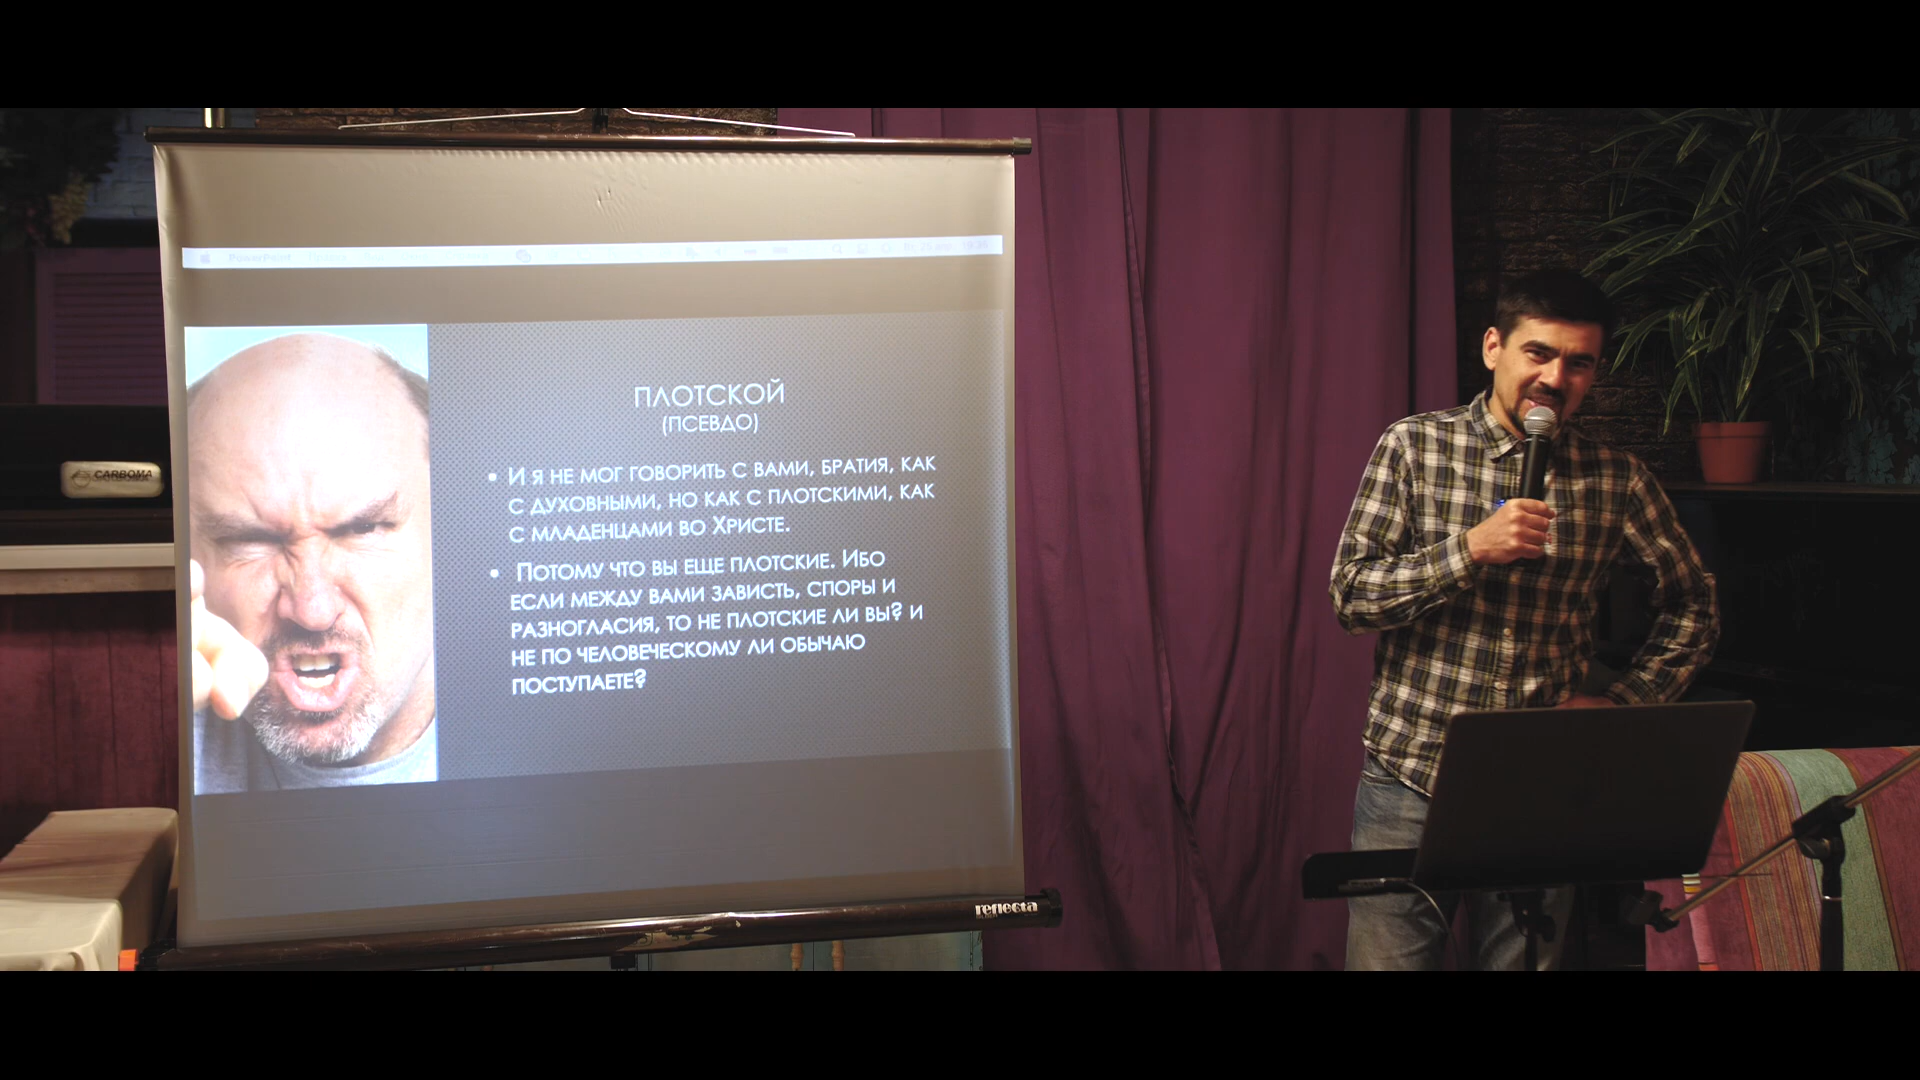 PowerPoint
ПЛОТСКОЙ
(ПСЕВДО)
• И я не мог говорить с вами, братия, как
с духовными, но как с плотскими, как
с младенцами во Христе.
• Потому что вы еще плотские. Ибо
если между вами зависть, споры и
разногласия, то не плотские ли вы? и
не по человеческому ли обычаю
поступаете?
CARBOMA
reflecta